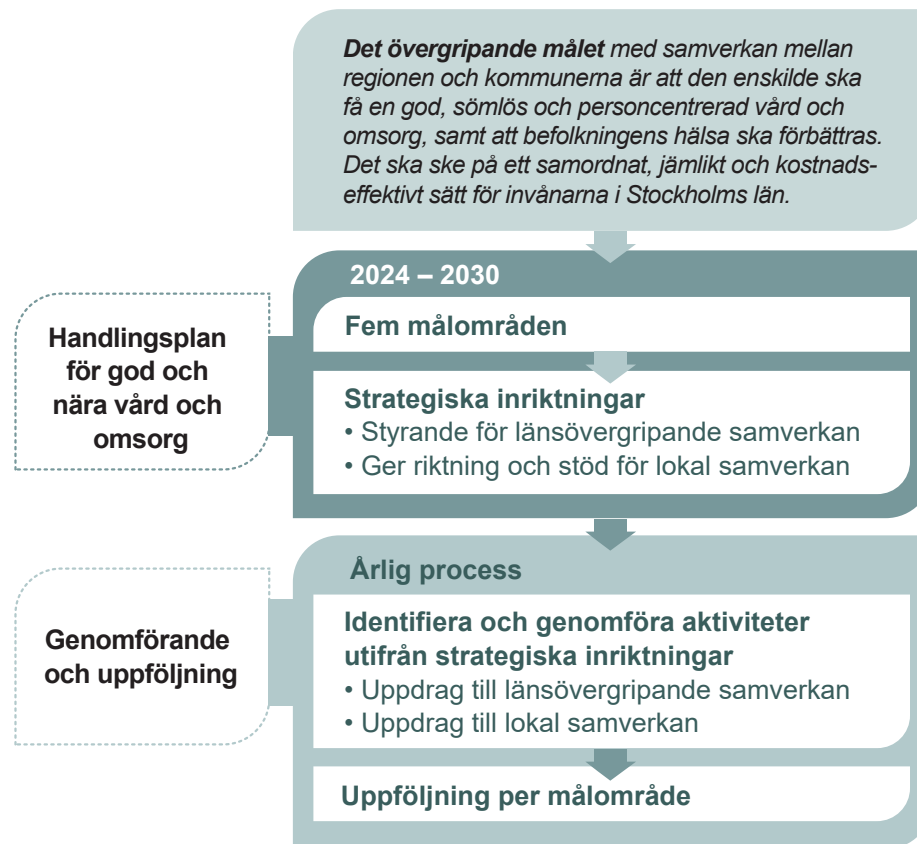 Det övergripande målet med samverkan mellan
regionen och kommunerna är att den enskilde ska
få en god, sömlös och personcentrerad vård och
omsorg, samt att befolkningens hälsa ska förbättras.
Det ska ske på ett samordnat, jämlikt och kostnads-
effektivt sätt för invånarna i Stockholms län.
Handlingsplan
för god och
nära vård och
omsorg
2024 – 2030
Fem målområden
Strategiska inriktningar
• Styrande för länsövergripande samverkan
• Ger riktning och stöd för lokal samverkan
Genomförande
och uppföljning
Årlig process
Identifiera och genomföra aktiviteter
utifrån strategiska inriktningar
• Uppdrag till länsövergripande samverkan
• Uppdrag till lokal samverkan
Uppföljning per målområde